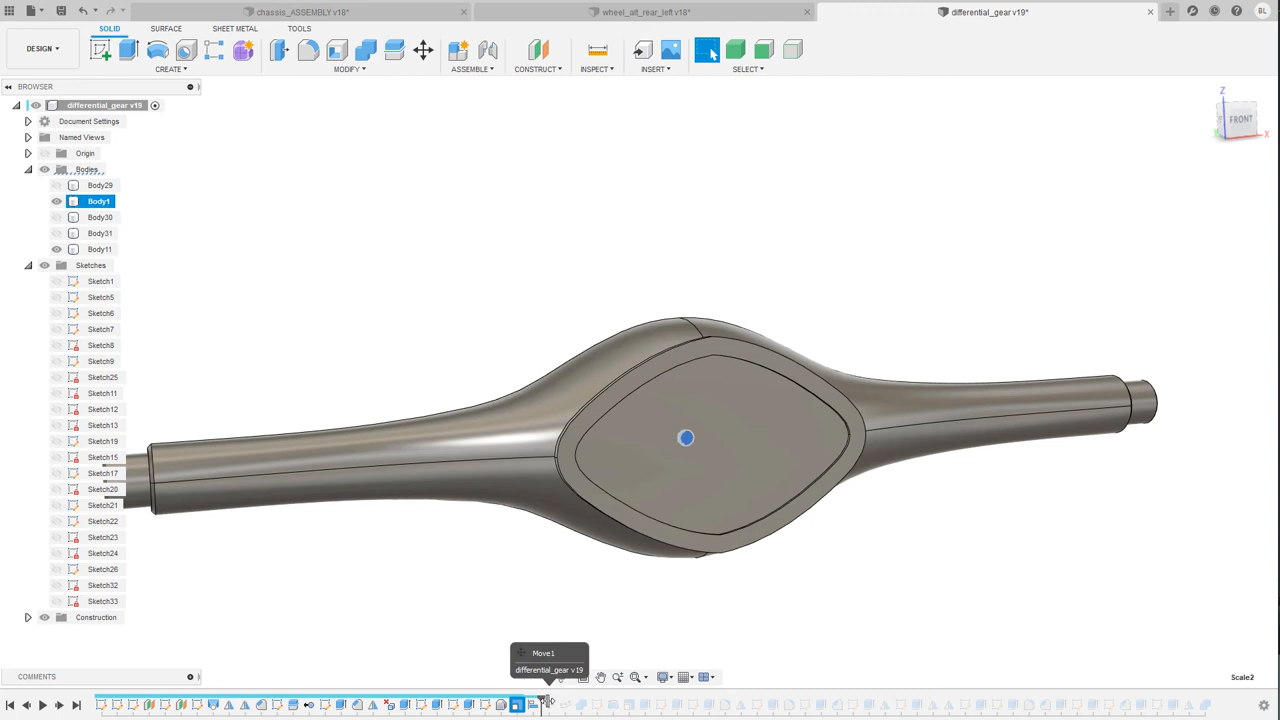 chassis_ASSEMBLY v18*
wheel_alt_rear_left v18*
differential_gear v19*
BL
SOLID
SURFACE
SHEET METAL
TOOLS
DESIGN
CREATE
MODIFY
ASSEMBLE
CONSTRUCT
INSPECT
INSERT
SELECT
BROWSER
differential_gear v19
Document Settings
Named Views
Origin
Bodies
Body29
Body1
Body30
Body31
Body11
Sketches
Sketch1
Sketch5
Sketch6
Sketch7
Sketch8
Sketch9
Sketch25
Sketch11
Sketch12
Sketch13
Sketch19
Sketch15
Sketch17
Sketch20
Sketch21
Sketch22
Sketch23
Sketch24
Sketch26
Sketch32
Sketch33
Construction
Z
FRONT
X
Move1
differential_gear v19
COMMENTS
Scale2